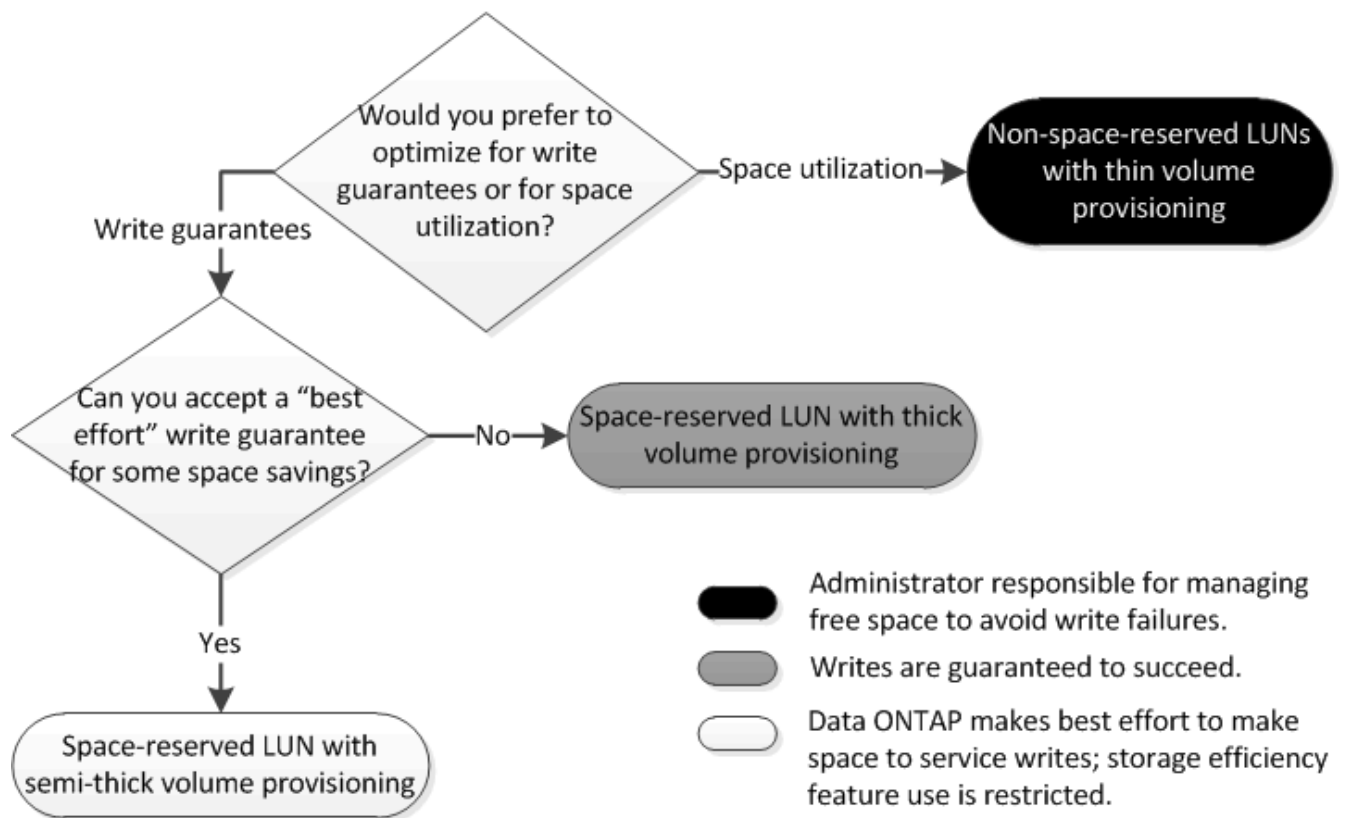 Would you prefer to
optimize for write
guarantees or for space
utilization?
Space utilization
Non-space-reserved LUNs
with thin volume
provisioning
Write guarantees
Can you accept a “best
effort” write guarantee
for some space savings?
No
Space-reserved LUN with thick
volume provisioning
Yes
Space-reserved LUN with
semi-thick volume provisioning
Administrator responsible for managing
free space to avoid write failures.
Writes are guaranteed to succeed.
Data ONTAP makes best effort to make
space to service writes; storage efficiency
feature use is restricted.